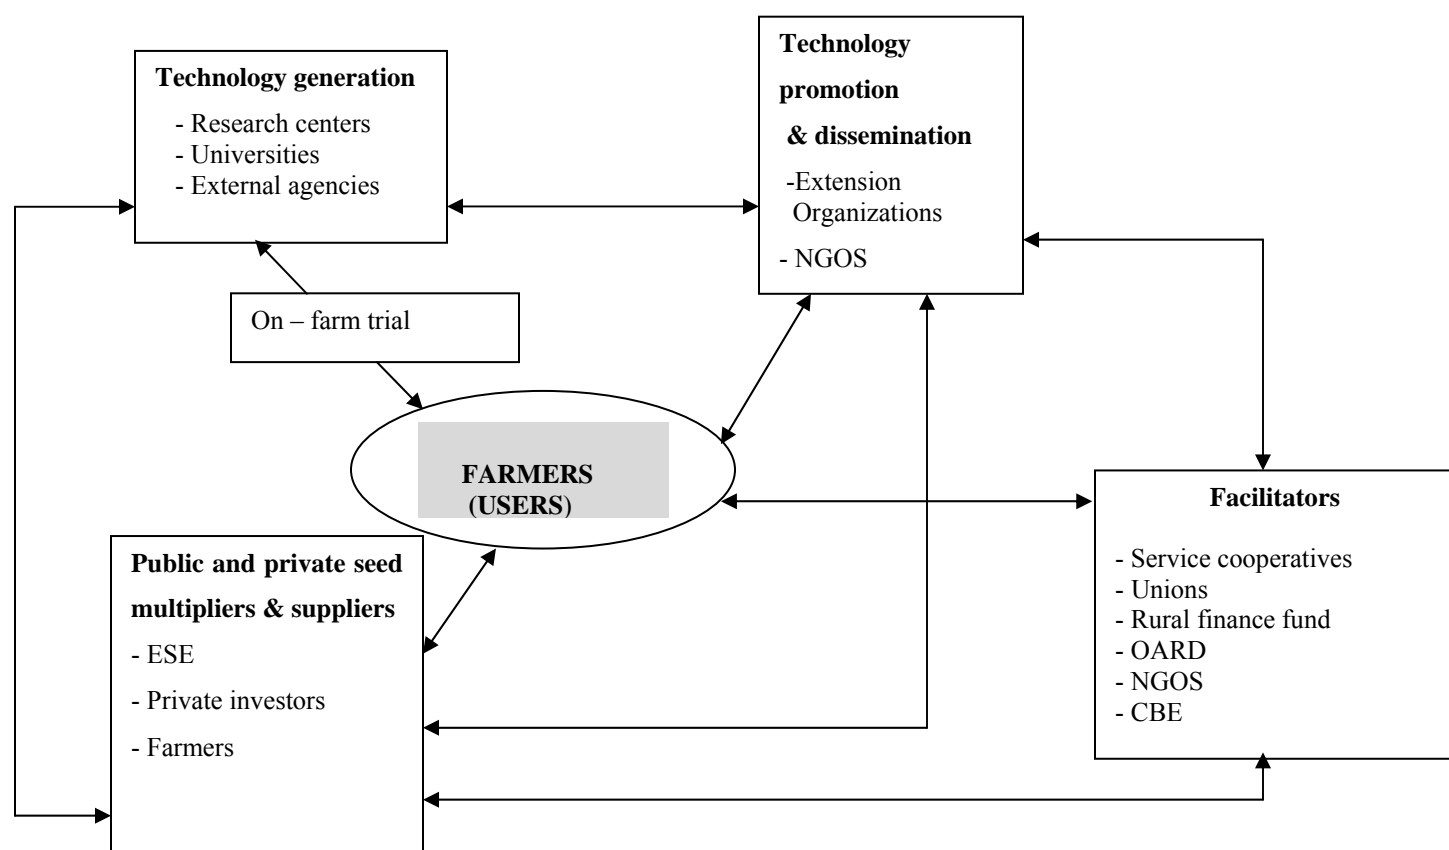 Technology generation
- Research centers
- Universities
- External agencies
Technology
promotion
& dissemination
-Extension
Organizations
- NGOS
On – farm trial
FARMERS
(USERS)
Public and private seed
multipliers & suppliers
- ESE
- Private investors
- Farmers
Facilitators
- Service cooperatives
- Unions
- Rural finance fund
- OARD
- NGOS
- CBE